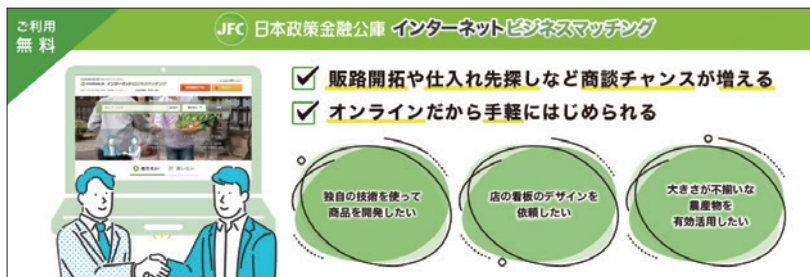 ご利用
無料
JFC 日本政策金融公庫 インターネットビジネスマッチング
販路開拓や仕入れ先探しなど商談チャンスが増える
オンラインだから手軽にはじめられる
独自の技術を使って
商品を開発したい
店の看板のデザインを
依頼したい
大きさが不揃いな
農産物を
有効活用したい